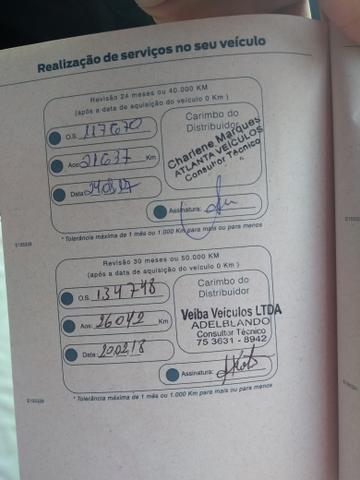 Realização de serviços no seu veículo
Revisão 24 meses ou 40.000 KM
(após a data de aquisição do veículo 0 Km )
O.S. 117670
Aos: 21637 Km
Data:
Carimbo do
Distribuidor
Charlene Marques
ATLANTA VEÍCULOS
Consultor Técnico
Assinatura:
* Tolerância máxima de 1 mês ou 1.000 Km para mais ou para menos
Revisão 30 meses ou 50.000 KM
(após a data de aquisição do veículo 0 Km )
O.S. 134748
Aos: 26042 Km
Data: 200218
Carimbo do
Distribuidor
Veiba Veículos LTDA
ADELBLANDO
Consultor Técnico
75 3631 - 8942
Assinatura:
* Tolerância máxima de 1 mês ou 1.000 Km para mais ou para menos